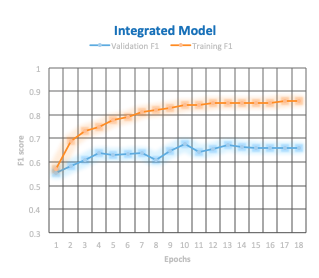 Integrated Model
Validation F1 Training F1
1
0.9
0.8
0.7
0.6
0.5
0.4
0.3
F1 score
1 2 3 4 5 6 7 8 9 10 11 12 13 14 15 16 17 18
Epochs